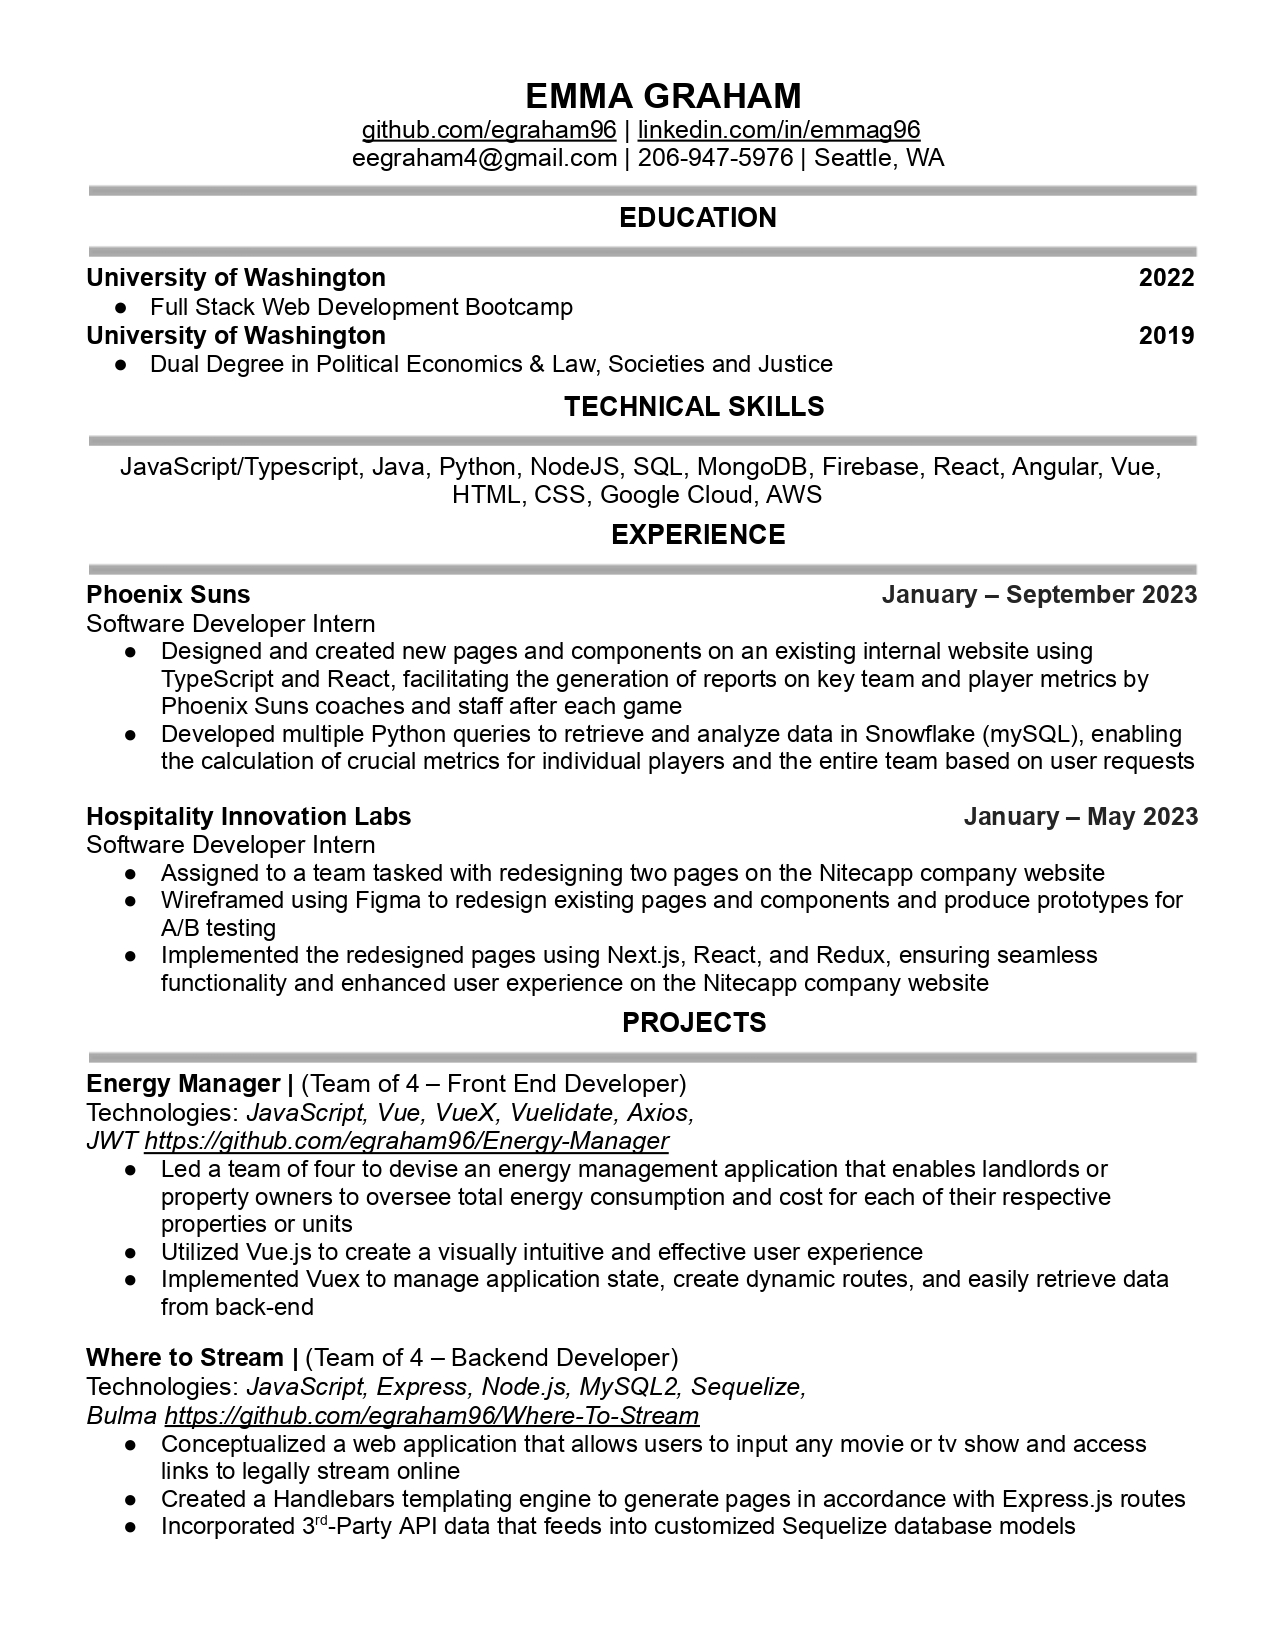 EMMA GRAHAM
github.com/egraham96 | linkedin.com/in/emmag96
eegraham4@gmail.com | 206-947-5976 | Seattle, WA
EDUCATION
University of Washington 2022
● Full Stack Web Development Bootcamp
University of Washington 2019
● Dual Degree in Political Economics & Law, Societies and Justice
TECHNICAL SKILLS
JavaScript/Typescript, Java, Python, NodeJS, SQL, MongoDB, Firebase, React, Angular, Vue,
HTML, CSS, Google Cloud, AWS
EXPERIENCE
Phoenix Suns January – September 2023
Software Developer Intern
● Designed and created new pages and components on an existing internal website using
TypeScript and React, facilitating the generation of reports on key team and player metrics by
Phoenix Suns coaches and staff after each game
● Developed multiple Python queries to retrieve and analyze data in Snowflake (mySQL), enabling
the calculation of crucial metrics for individual players and the entire team based on user requests
Hospitality Innovation Labs January – May 2023
Software Developer Intern
● Assigned to a team tasked with redesigning two pages on the Nitecapp company website
● Wireframed using Figma to redesign existing pages and components and produce prototypes for
A/B testing
● Implemented the redesigned pages using Next.js, React, and Redux, ensuring seamless
functionality and enhanced user experience on the Nitecapp company website
PROJECTS
Energy Manager | (Team of 4 – Front End Developer)
Technologies: JavaScript, Vue, VueX, Vuelidate, Axios,
JWT https://github.com/egraham96/Energy-Manager
● Led a team of four to devise an energy management application that enables landlords or
property owners to oversee total energy consumption and cost for each of their respective
properties or units
● Utilized Vue.js to create a visually intuitive and effective user experience
● Implemented Vuex to manage application state, create dynamic routes, and easily retrieve data
from back-end
Where to Stream | (Team of 4 – Backend Developer)
Technologies: JavaScript, Express, Node.js, MySQL2, Sequelize,
Bulma https://github.com/egraham96/Where-To-Stream
● Conceptualized a web application that allows users to input any movie or tv show and access
links to legally stream online
● Created a Handlebars templating engine to generate pages in accordance with Express.js routes
● Incorporated 3rd-Party API data that feeds into customized Sequelize database models